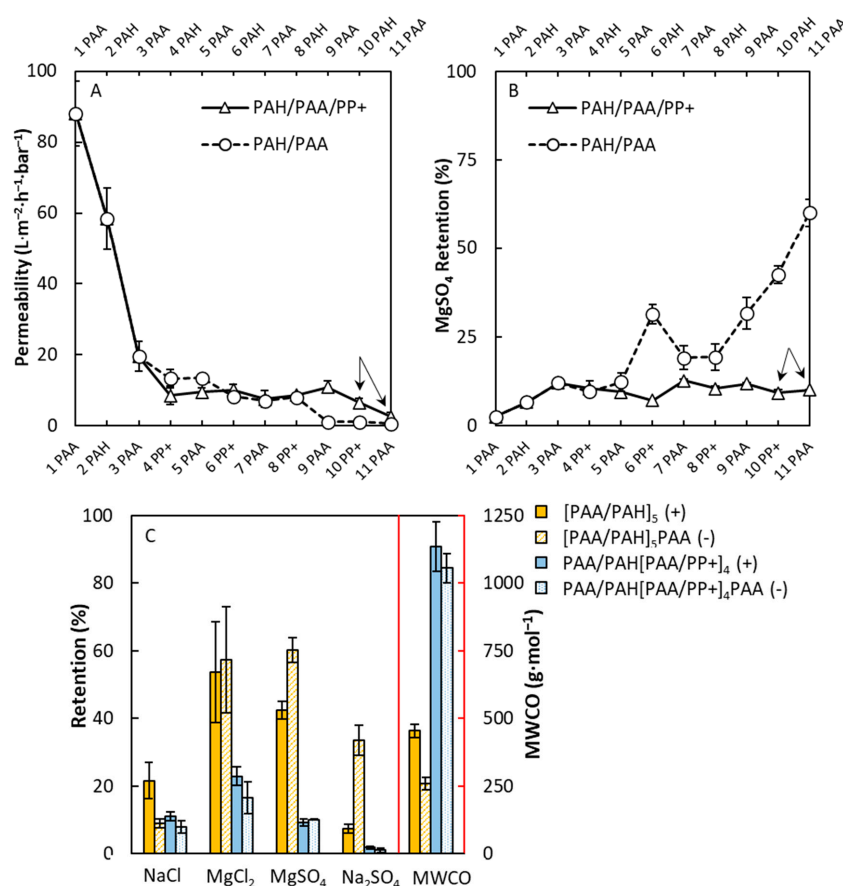 1 PAA 2 PAH 3 PAA 4 PAH 5 PAA 6 PAH 7 PAA 8 PAH 9 PAA 10 PAH 11 PAA
A
PAH/PAA/PP+
PAH/PAA
Permeability (L·m⁻²·h⁻¹·bar⁻¹)
100
80
60
40
20
0
1 PAA 2 PAH 3 PAA 4 PP+ 5 PAA 6 PP+ 7 PAA 8 PP+ 9 PAA 10 PP+ 11 PAA
1 PAA 2 PAH 3 PAA 4 PAH 5 PAA 6 PAH 7 PAA 8 PAH 9 PAA 10 PAH 11 PAA
B
PAH/PAA/PP+
PAH/PAA
MgSO₄ Retention (%)
100
75
50
25
0
1 PAA 2 PAH 3 PAA 4 PP+ 5 PAA 6 PP+ 7 PAA 8 PP+ 9 PAA 10 PP+ 11 PAA
C
Retention (%)
100
80
60
40
20
0
NaCl MgCl₂ MgSO₄ Na₂SO₄ MWCO
1250
1000
750
500
250
0
MWCO (g·mol⁻¹)
[PAA/PAH]₅ (+)
[PAA/PAH]₅PAA (-)
PAA/PAH[PAA/PP+]₄ (+)
PAA/PAH[PAA/PP+]₄PAA (-)